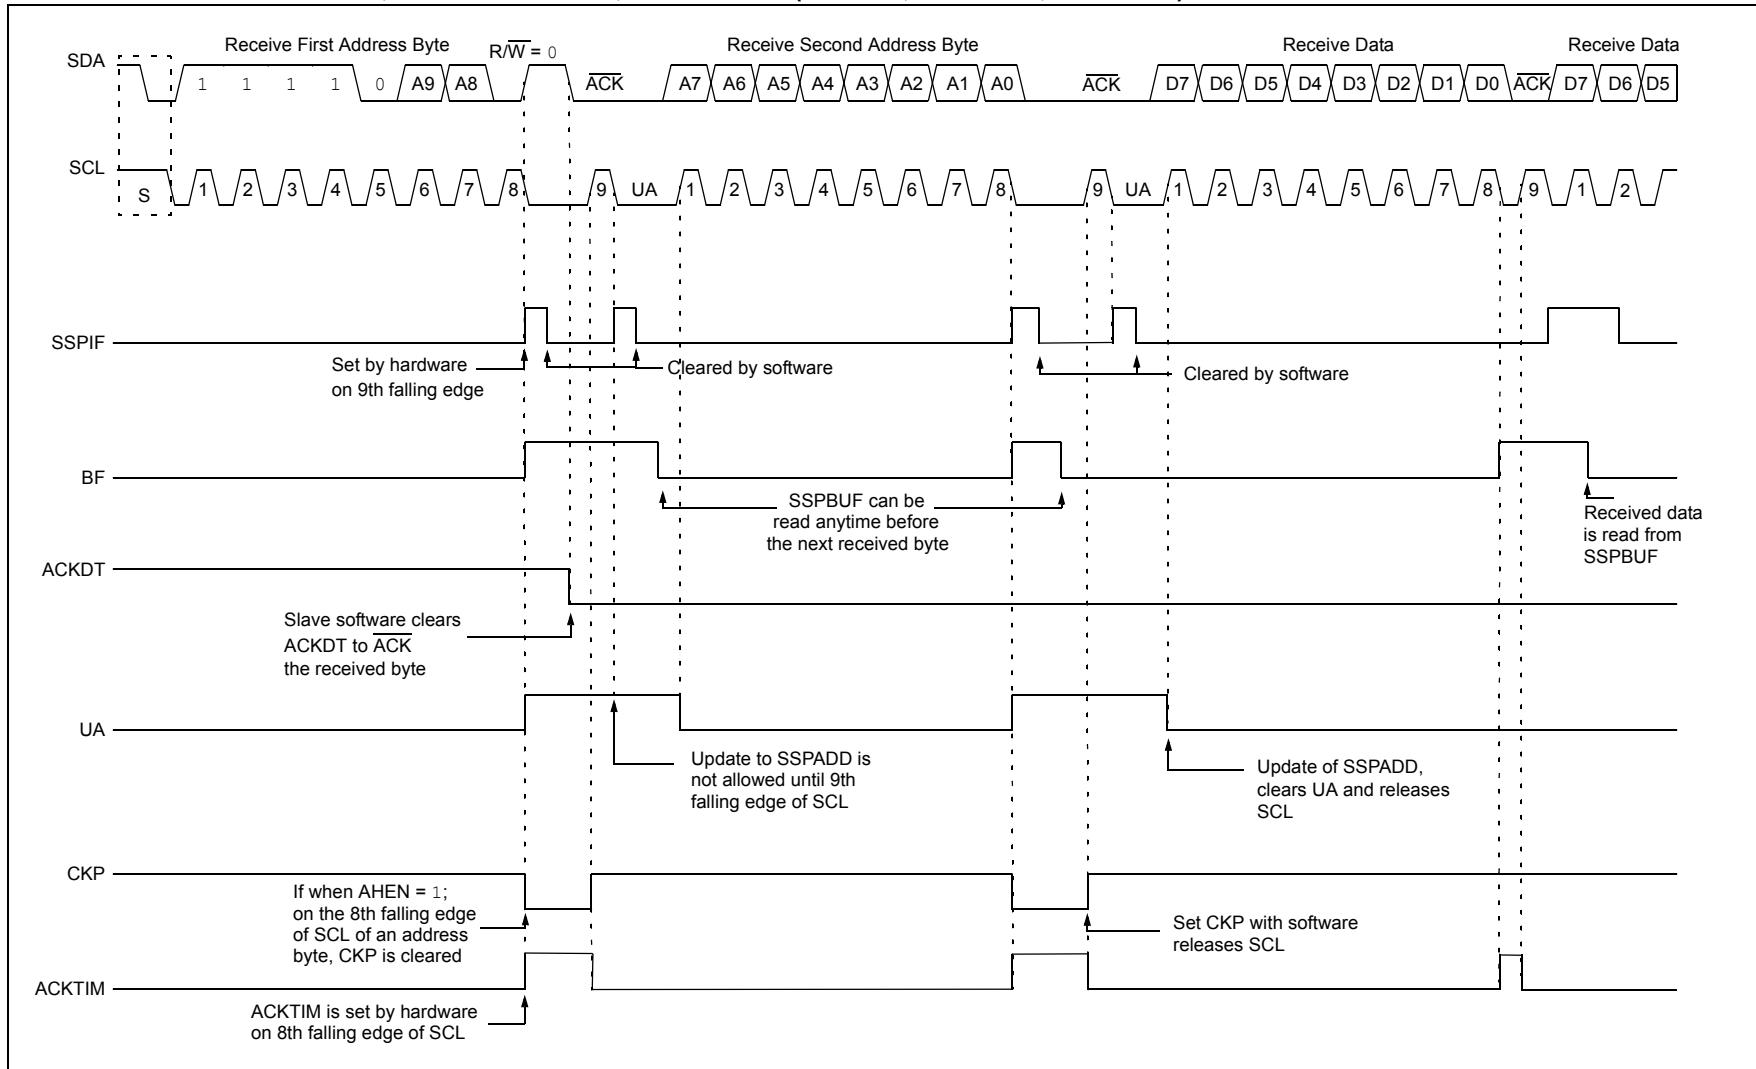 Receive First Address Byte R/W = 0 Receive Second Address Byte Receive Data Receive Data
SDA
1 1 1 1 0 A9 A8 ACK A7 A6 A5 A4 A3 A2 A1 A0 ACK D7 D6 D5 D4 D3 D2 D1 D0 ACK D7 D6 D5
SCL
S 1 2 3 4 5 6 7 8 9 UA 1 2 3 4 5 6 7 8 9 UA 1 2 3 4 5 6 7 8 9 1 2
SSPIF
Set by hardware
on 9th falling edge
Cleared by software
Cleared by software
BF
SSPBUF can be
read anytime before
the next received byte
Received data
is read from
SSPBUF
ACKDT
Slave software clears
ACKDT to ACK
the received byte
UA
Update to SSPADD is
not allowed until 9th
falling edge of SCL
Update of SSPADD,
clears UA and releases
SCL
CKP
If when AHEN = 1;
on the 8th falling edge
of SCL of an address
byte, CKP is cleared
Set CKP with software
releases SCL
ACKTIM
ACKTIM is set by hardware
on 8th falling edge of SCL